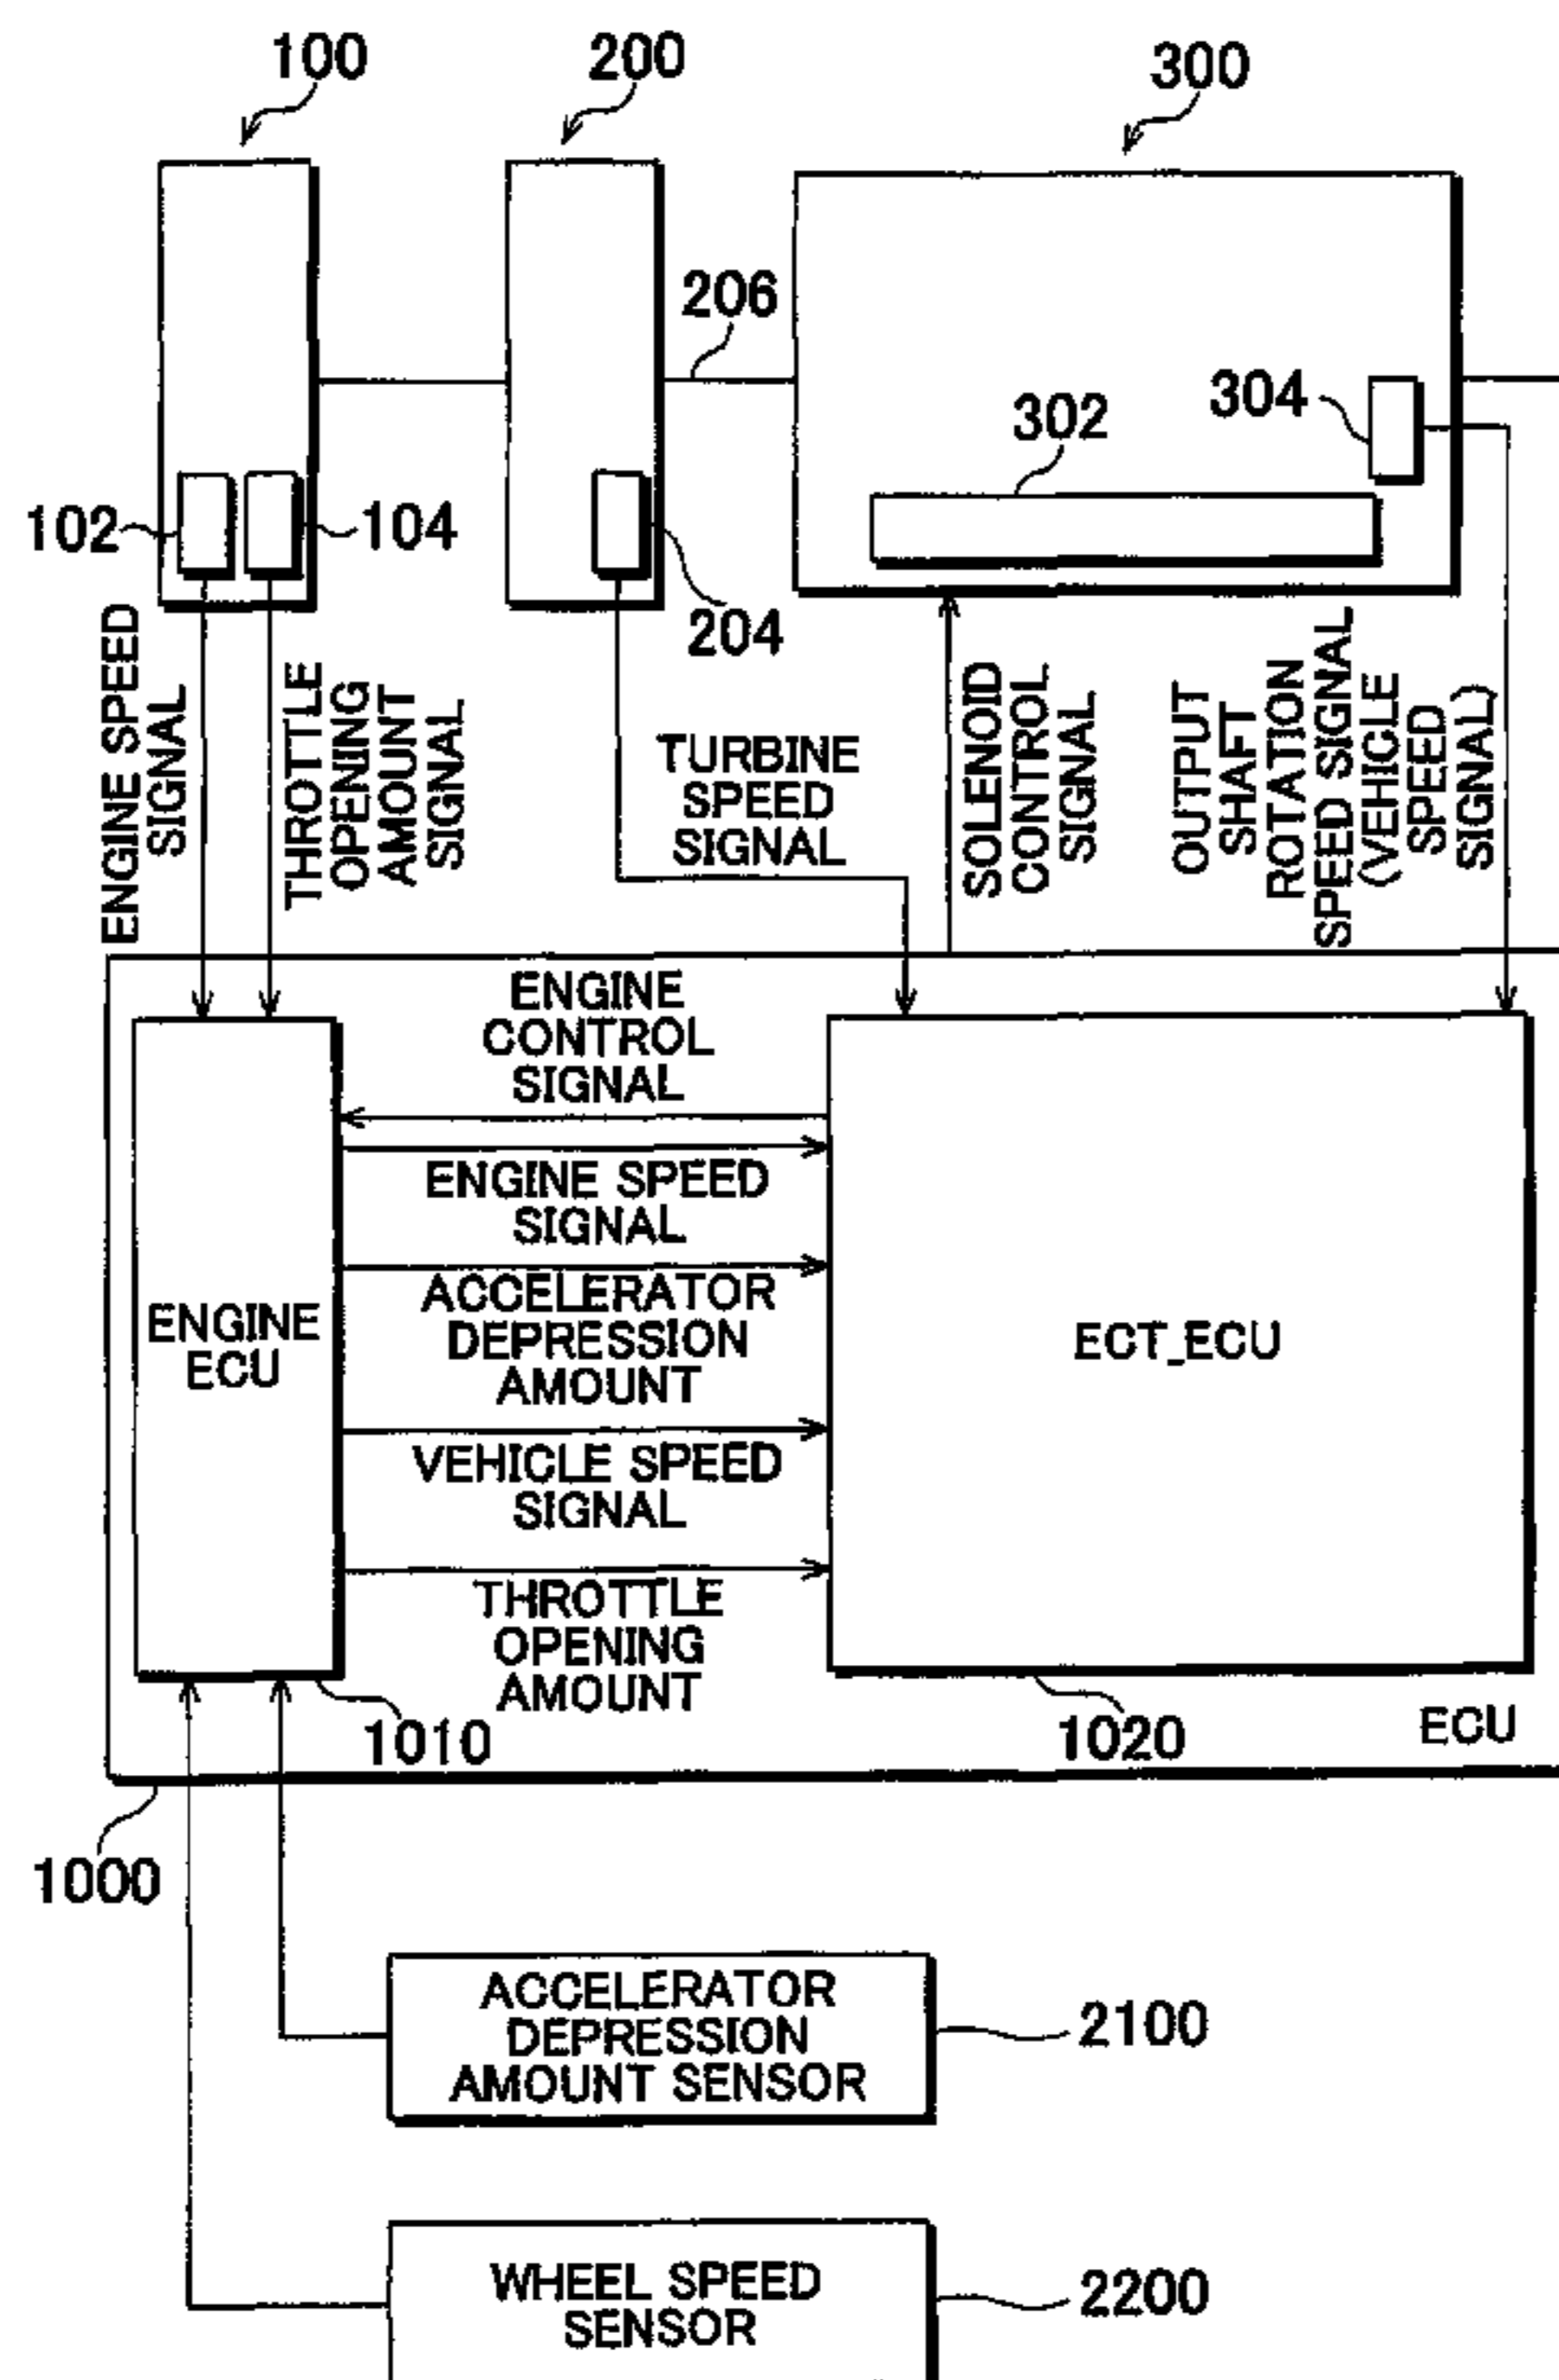 100
200
300
206
304
302
102
104
204
ENGINE SPEED
SIGNAL
THROTTLE
OPENING
AMOUNT
SIGNAL
TURBINE
SPEED
SIGNAL
SOLENOID
CONTROL
SIGNAL
OUTPUT
SHAFT
ROTATION
SPEED SIGNAL
(VEHICLE
SPEED
SIGNAL)
ENGINE
CONTROL
SIGNAL
ENGINE SPEED
SIGNAL
ACCELERATOR
DEPRESSION
AMOUNT
ENGINE
ECU
ECT_ECU
VEHICLE SPEED
SIGNAL
THROTTLE
OPENING
AMOUNT
1010
1020
ECU
1000
ACCELERATOR
DEPRESSION
AMOUNT SENSOR
2100
WHEEL SPEED
SENSOR
2200